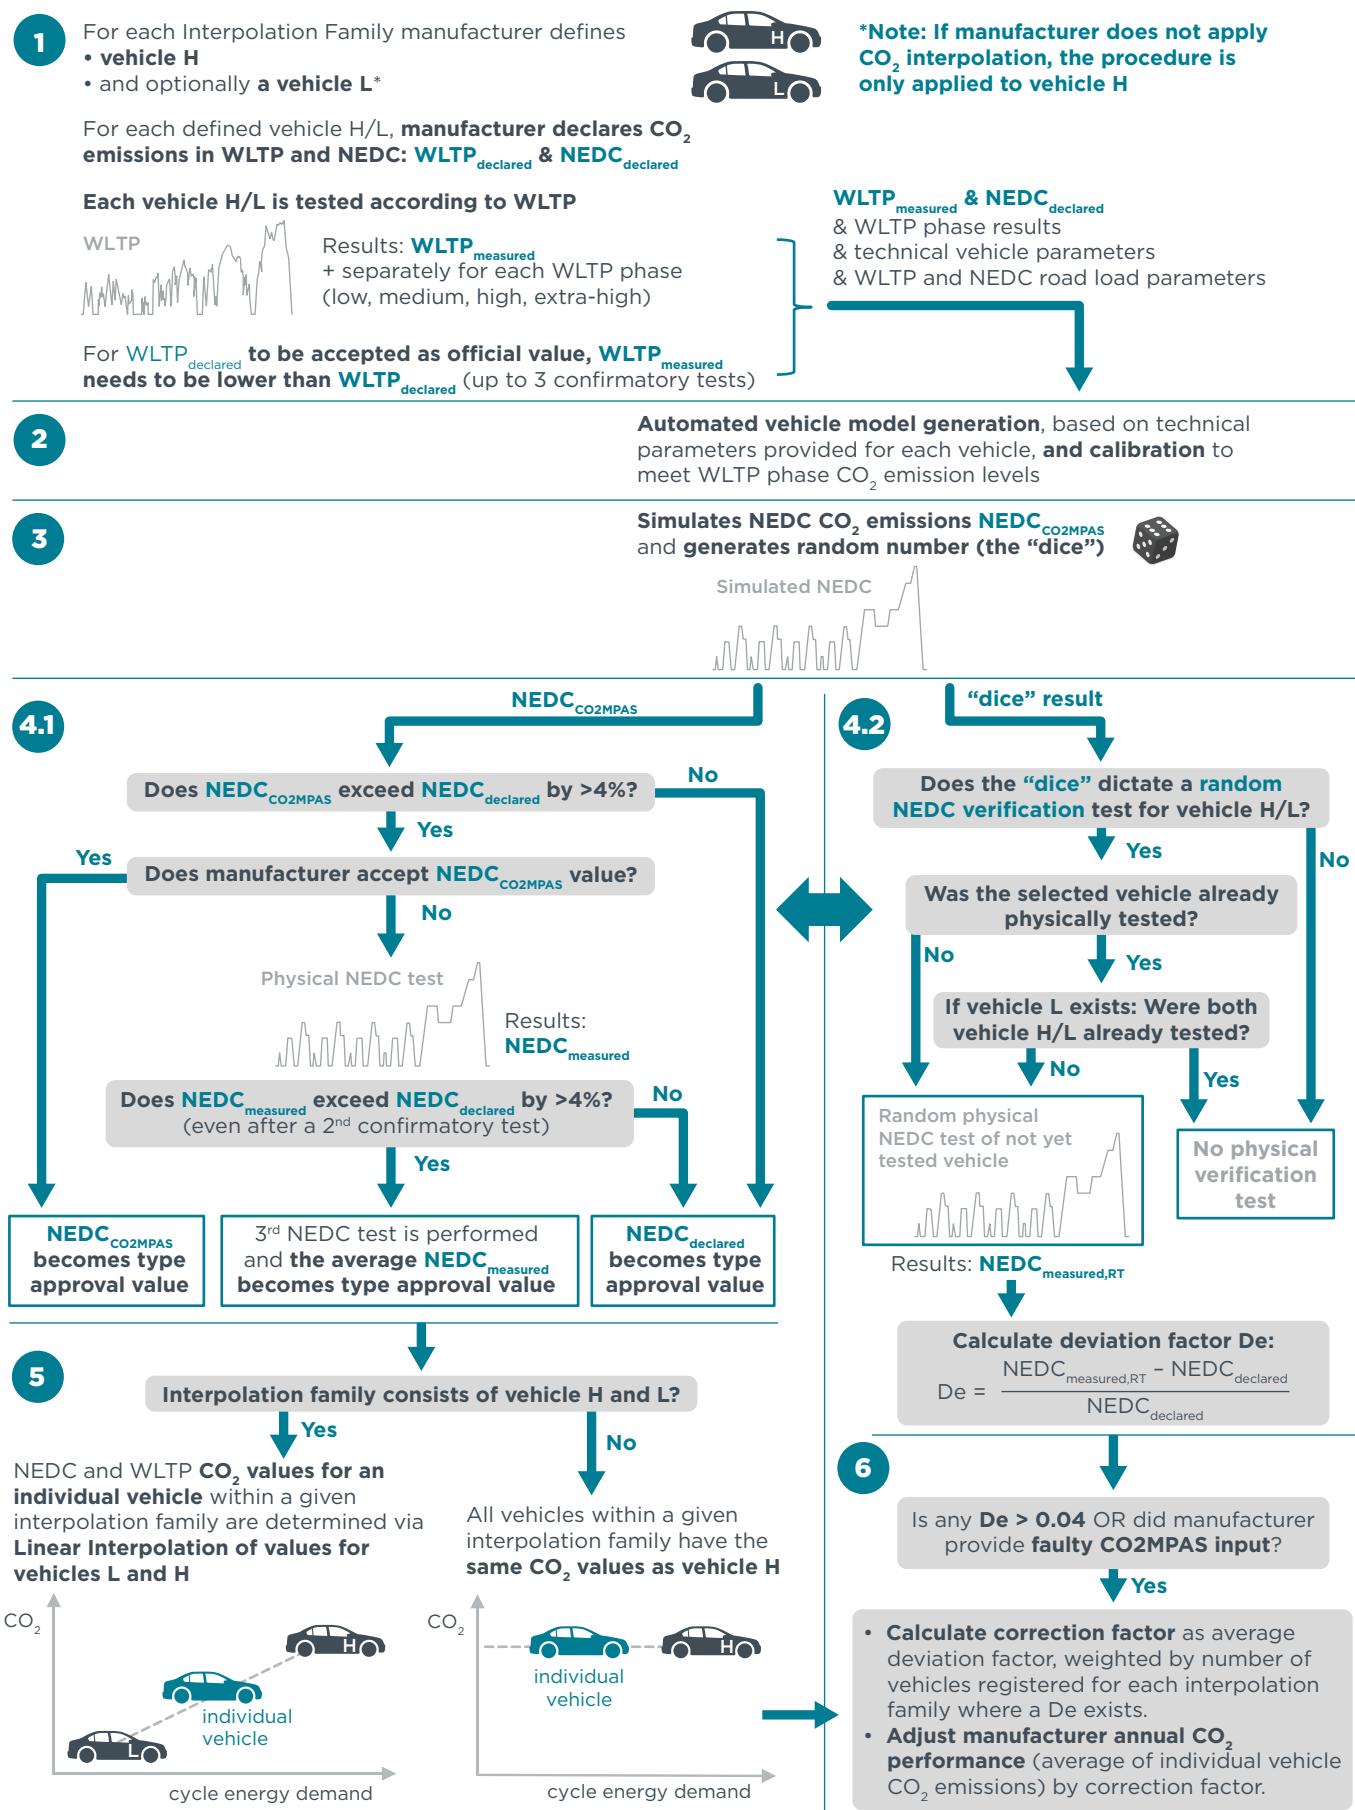 1
For each Interpolation Family manufacturer defines
• vehicle H
• and optionally a vehicle L*
H
L
*Note: If manufacturer does not apply
CO2 interpolation, the procedure is
only applied to vehicle H
For each defined vehicle H/L, manufacturer declares CO2
emissions in WLTP and NEDC: WLTPdeclared & NEDCdeclared
Each vehicle H/L is tested according to WLTP
WLTP
Results: WLTPmeasured
+ separately for each WLTP phase
(low, medium, high, extra-high)
For WLTPdeclared to be accepted as official value, WLTPmeasured
needs to be lower than WLTPdeclared (up to 3 confirmatory tests)
WLTPmeasured & NEDCdeclared
& WLTP phase results
& technical vehicle parameters
& WLTP and NEDC road load parameters
2
Automated vehicle model generation, based on technical
parameters provided for each vehicle, and calibration to
meet WLTP phase CO2 emission levels
3
Simulates NEDC CO2 emissions NEDCCO2MPAS
and generates random number (the “dice”)
Simulated NEDC
4.1
NEDCCO2MPAS
Does NEDCCO2MPAS exceed NEDCdeclared by >4%?
No
Yes
Yes
Does manufacturer accept NEDCCO2MPAS value?
No
Physical NEDC test
Results:
NEDCmeasured
Does NEDCmeasured exceed NEDCdeclared by >4%?
(even after a 2nd confirmatory test)
No
Yes
NEDCCO2MPAS
becomes type
approval value
3rd NEDC test is performed
and the average NEDCmeasured
becomes type approval value
NEDCdeclared
becomes type
approval value
4.2
“dice” result
Does the “dice” dictate a random
NEDC verification test for vehicle H/L?
Yes
No
Was the selected vehicle already
physically tested?
No
Yes
If vehicle L exists: Were both
vehicle H/L already tested?
No
Yes
Random physical
NEDC test of not yet
tested vehicle
No physical
verification
test
Results: NEDCmeasured,RT
Calculate deviation factor De:
De =
NEDCmeasured,RT – NEDCdeclared
NEDCdeclared
5
Interpolation family consists of vehicle H and L?
Yes
No
NEDC and WLTP CO2 values for an
individual vehicle within a given
interpolation family are determined via
Linear Interpolation of values for
vehicles L and H
All vehicles within a given
interpolation family have the
same CO2 values as vehicle H
CO2
H
individual
vehicle
L
cycle energy demand
CO2
H
individual
vehicle
cycle energy demand
6
Is any De > 0.04 OR did manufacturer
provide faulty CO2MPAS input?
Yes
• Calculate correction factor as average
deviation factor, weighted by number of
vehicles registered for each interpolation
family where a De exists.
• Adjust manufacturer annual CO2
performance (average of individual vehicle
CO2 emissions) by correction factor.